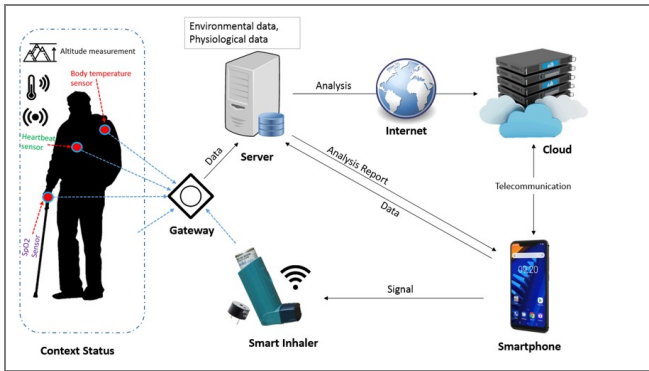 Environmental data,
Physiological data
Altitude measurement
Body temperature
sensor
Heartbeat
sensor
SpO2
Sensor
Context Status
Gateway
Data
Server
Analysis
Internet
Cloud
Analysis Report
Data
Telecommunication
Signal
Smart Inhaler
Smartphone